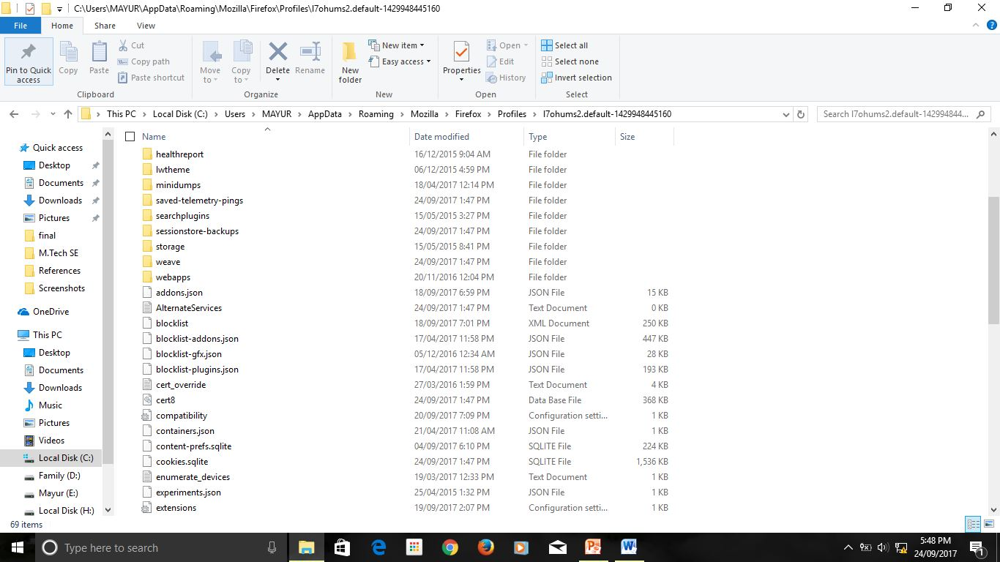 C:\Users\MAYUR\AppData\Roaming\Mozilla\Firefox\Profiles\l7ohums2.default-1429948445160
File Home Share View
Pin to Quick access
Copy
Paste
Cut
Copy path
Paste shortcut
Clipboard
Move to
Copy to
Delete
Rename
Organize
New folder
New item
Easy access
New
Properties
Open
Edit
History
Open
Select all
Select none
Invert selection
Select
This PC > Local Disk (C:) > Users > MAYUR > AppData > Roaming > Mozilla > Firefox > Profiles > l7ohums2.default-1429948445160
Search l7ohums2.default-14299484...
Quick access
Desktop
Documents
Downloads
Pictures
final
M.Tech SE
References
Screenshots
OneDrive
This PC
Desktop
Documents
Downloads
Music
Pictures
Videos
Local Disk (C:)
Family (D:)
Mayur (E:)
Local Disk (H:)
Name Date modified Type Size
healthreport 16/12/2015 9:04 AM File folder
lwtheme 06/12/2015 4:59 PM File folder
minidumps 18/04/2017 12:14 PM File folder
saved-telemetry-pings 24/09/2017 1:47 PM File folder
searchplugins 15/05/2015 3:27 PM File folder
sessionstore-backups 24/09/2017 1:47 PM File folder
storage 15/05/2015 8:41 PM File folder
weave 24/09/2017 1:47 PM File folder
webapps 20/11/2016 12:04 PM File folder
addons.json 18/09/2017 6:59 PM JSON File 15 KB
AlternateServices 24/09/2017 1:47 PM Text Document 0 KB
blocklist 18/09/2017 7:01 PM XML Document 250 KB
blocklist-addons.json 17/04/2017 11:58 PM JSON File 447 KB
blocklist-gfx.json 05/12/2016 12:34 AM JSON File 28 KB
blocklist-plugins.json 17/04/2017 11:58 PM JSON File 193 KB
cert_override 27/03/2016 1:59 PM Text Document 4 KB
cert8 24/09/2017 1:47 PM Data Base File 368 KB
compatibility 20/09/2017 7:09 PM Configuration setti... 1 KB
containers.json 21/04/2017 11:08 AM JSON File 1 KB
content-prefs.sqlite 04/09/2017 6:10 PM SQLITE File 224 KB
cookies.sqlite 24/09/2017 1:47 PM SQLITE File 1,536 KB
enumerate_devices 19/03/2017 12:33 PM Text Document 1 KB
experiments.json 25/04/2015 1:32 PM JSON File 1 KB
extensions 19/09/2017 2:07 PM Configuration setti... 1 KB
69 items
Type here to search
5:48 PM
24/09/2017
1